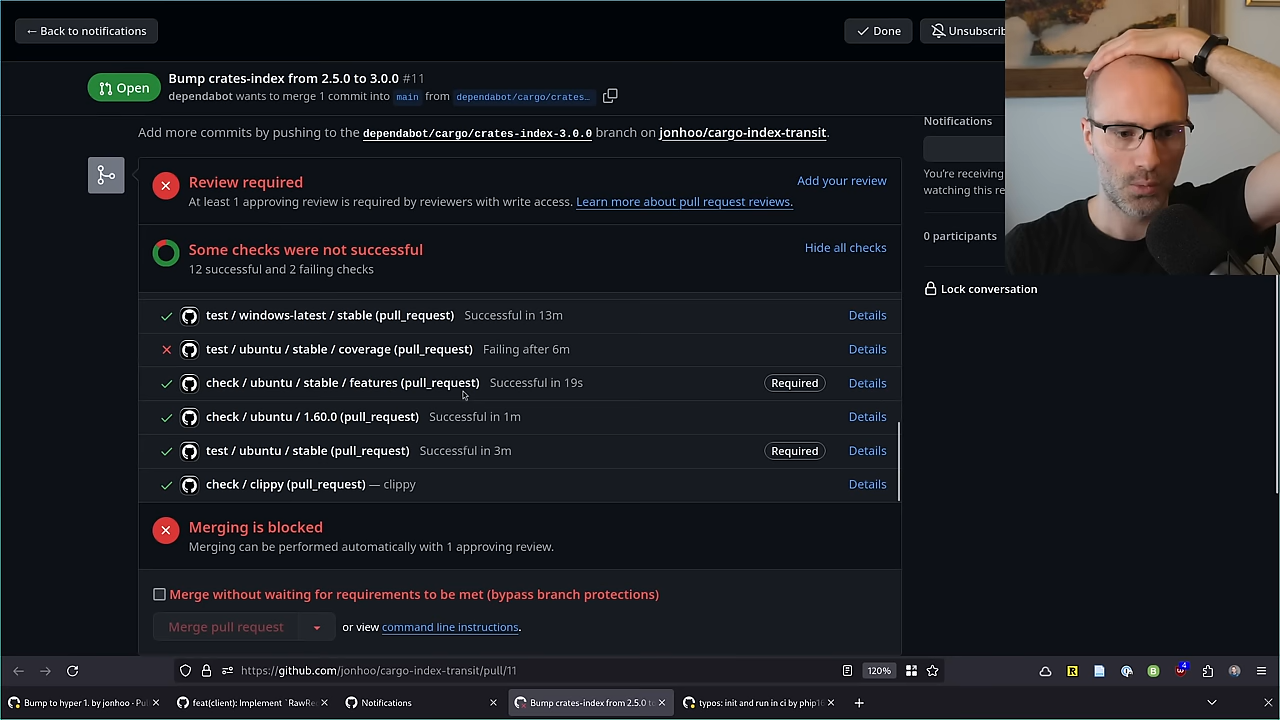 ← Back to notifications
Done
Unsubscrib
Open
Bump crates-index from 2.5.0 to 3.0.0 #11
dependabot wants to merge 1 commit into main from dependabot/cargo/crates…
Add more commits by pushing to the dependabot/cargo/crates-index-3.0.0 branch on jonhoo/cargo-index-transit.
Notifications
You're receiving
watching this re
0 participants
Lock conversation
Review required
Add your review
At least 1 approving review is required by reviewers with write access. Learn more about pull request reviews.
Some checks were not successful
Hide all checks
12 successful and 2 failing checks
test / windows-latest / stable (pull_request) Successful in 13m Details
test / ubuntu / stable / coverage (pull_request) Failing after 6m Details
check / ubuntu / stable / features (pull_request) Successful in 19s Required Details
check / ubuntu / 1.60.0 (pull_request) Successful in 1m Details
test / ubuntu / stable (pull_request) Successful in 3m Required Details
check / clippy (pull_request) — clippy Details
Merging is blocked
Merging can be performed automatically with 1 approving review.
Merge without waiting for requirements to be met (bypass branch protections)
Merge pull request or view command line instructions.
https://github.com/jonhoo/cargo-index-transit/pull/11
120%
4
Bump to hyper 1. by jonhoo · Pu
feat(client): Implement `RawRe
Notifications
Bump crates-index from 2.5.0 to
typos: init and run in ci by phip1